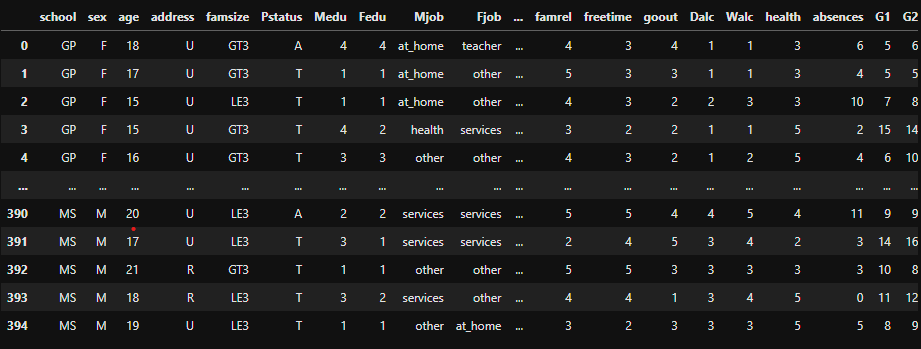 school sex age address famsize Pstatus Medu Fedu Mjob Fjob ... famrel freetime goout Dalc Walc health absences G1 G2
0 GP F 18 U GT3 A 4 4 at_home teacher ... 4 3 4 1 1 3 6 5 6
1 GP F 17 U GT3 T 1 1 at_home other ... 5 3 3 1 1 3 4 5 5
2 GP F 15 U LE3 T 1 1 at_home other ... 4 3 2 2 3 3 10 7 8
3 GP F 15 U GT3 T 4 2 health services ... 3 2 2 1 1 5 2 15 14
4 GP F 16 U GT3 T 3 3 other other ... 4 3 2 1 2 5 4 6 10
... ... ... ... ... ... ... ... ... ... ... ... ... ... ... ... ... ... ... ... ...
390 MS M 20 U LE3 A 2 2 services services ... 5 5 4 4 5 4 11 9 9
391 MS M 17 U LE3 T 3 1 services services ... 2 4 5 3 4 2 3 14 16
392 MS M 21 R GT3 T 1 1 other other ... 5 5 3 3 3 3 3 10 8
393 MS M 18 R LE3 T 3 2 services other ... 4 4 1 3 4 5 0 11 12
394 MS M 19 U LE3 T 1 1 other at_home ... 3 2 3 3 3 5 5 8 9